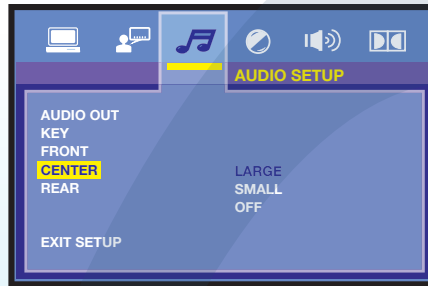 AUDIO SETUP
AUDIO OUT
KEY
FRONT
CENTER
REAR
LARGE
SMALL
OFF
EXIT SETUP